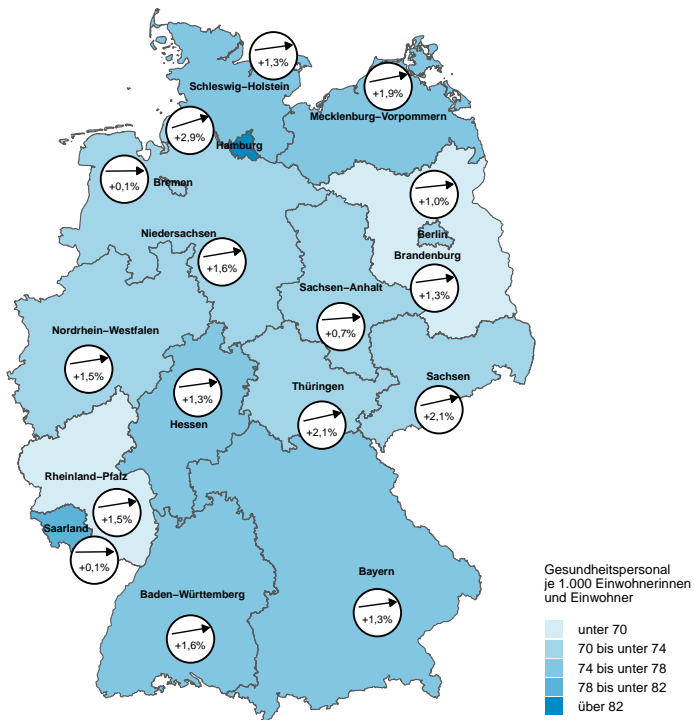 +1,3%
Schleswig−Holstein
+1,9%
Mecklenburg−Vorpommern
+2,9%
Hamburg
+0,1%
Bremen
+1,0%
Berlin
Niedersachsen
+1,6%
Brandenburg
+1,3%
Sachsen−Anhalt
+0,7%
Nordrhein−Westfalen
+1,5%
+1,3%
Hessen
Thüringen
+2,1%
Sachsen
+2,1%
Rheinland−Pfalz
+1,5%
Saarland
+0,1%
Baden−Württemberg
+1,6%
Bayern
+1,3%
Gesundheitspersonal
je 1.000 Einwohnerinnen
und Einwohner
unter 70
70 bis unter 74
74 bis unter 78
78 bis unter 82
über 82